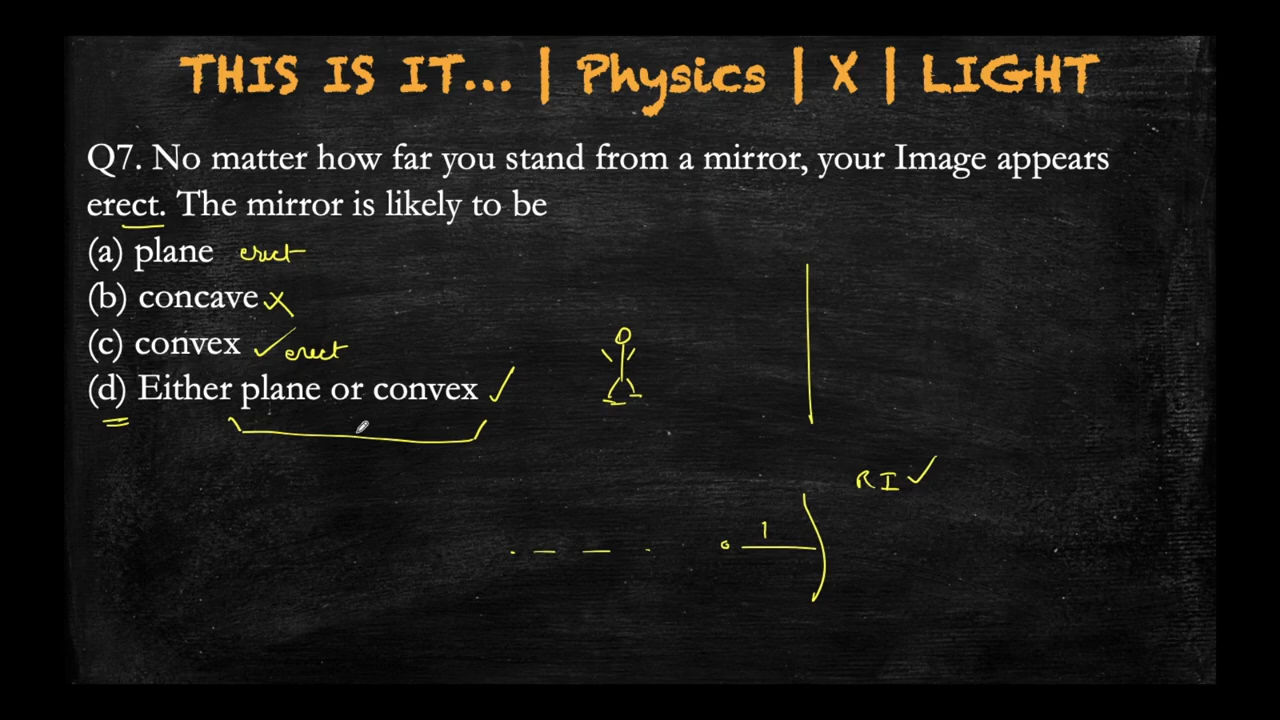 THIS IS IT... | Physics | X | LIGHT
Q7. No matter how far you stand from a mirror, your Image appears
erect. The mirror is likely to be
(a) plane erect
(b) concave x
(c) convex ✓ erect
(d) Either plane or convex ✓
R I ✓